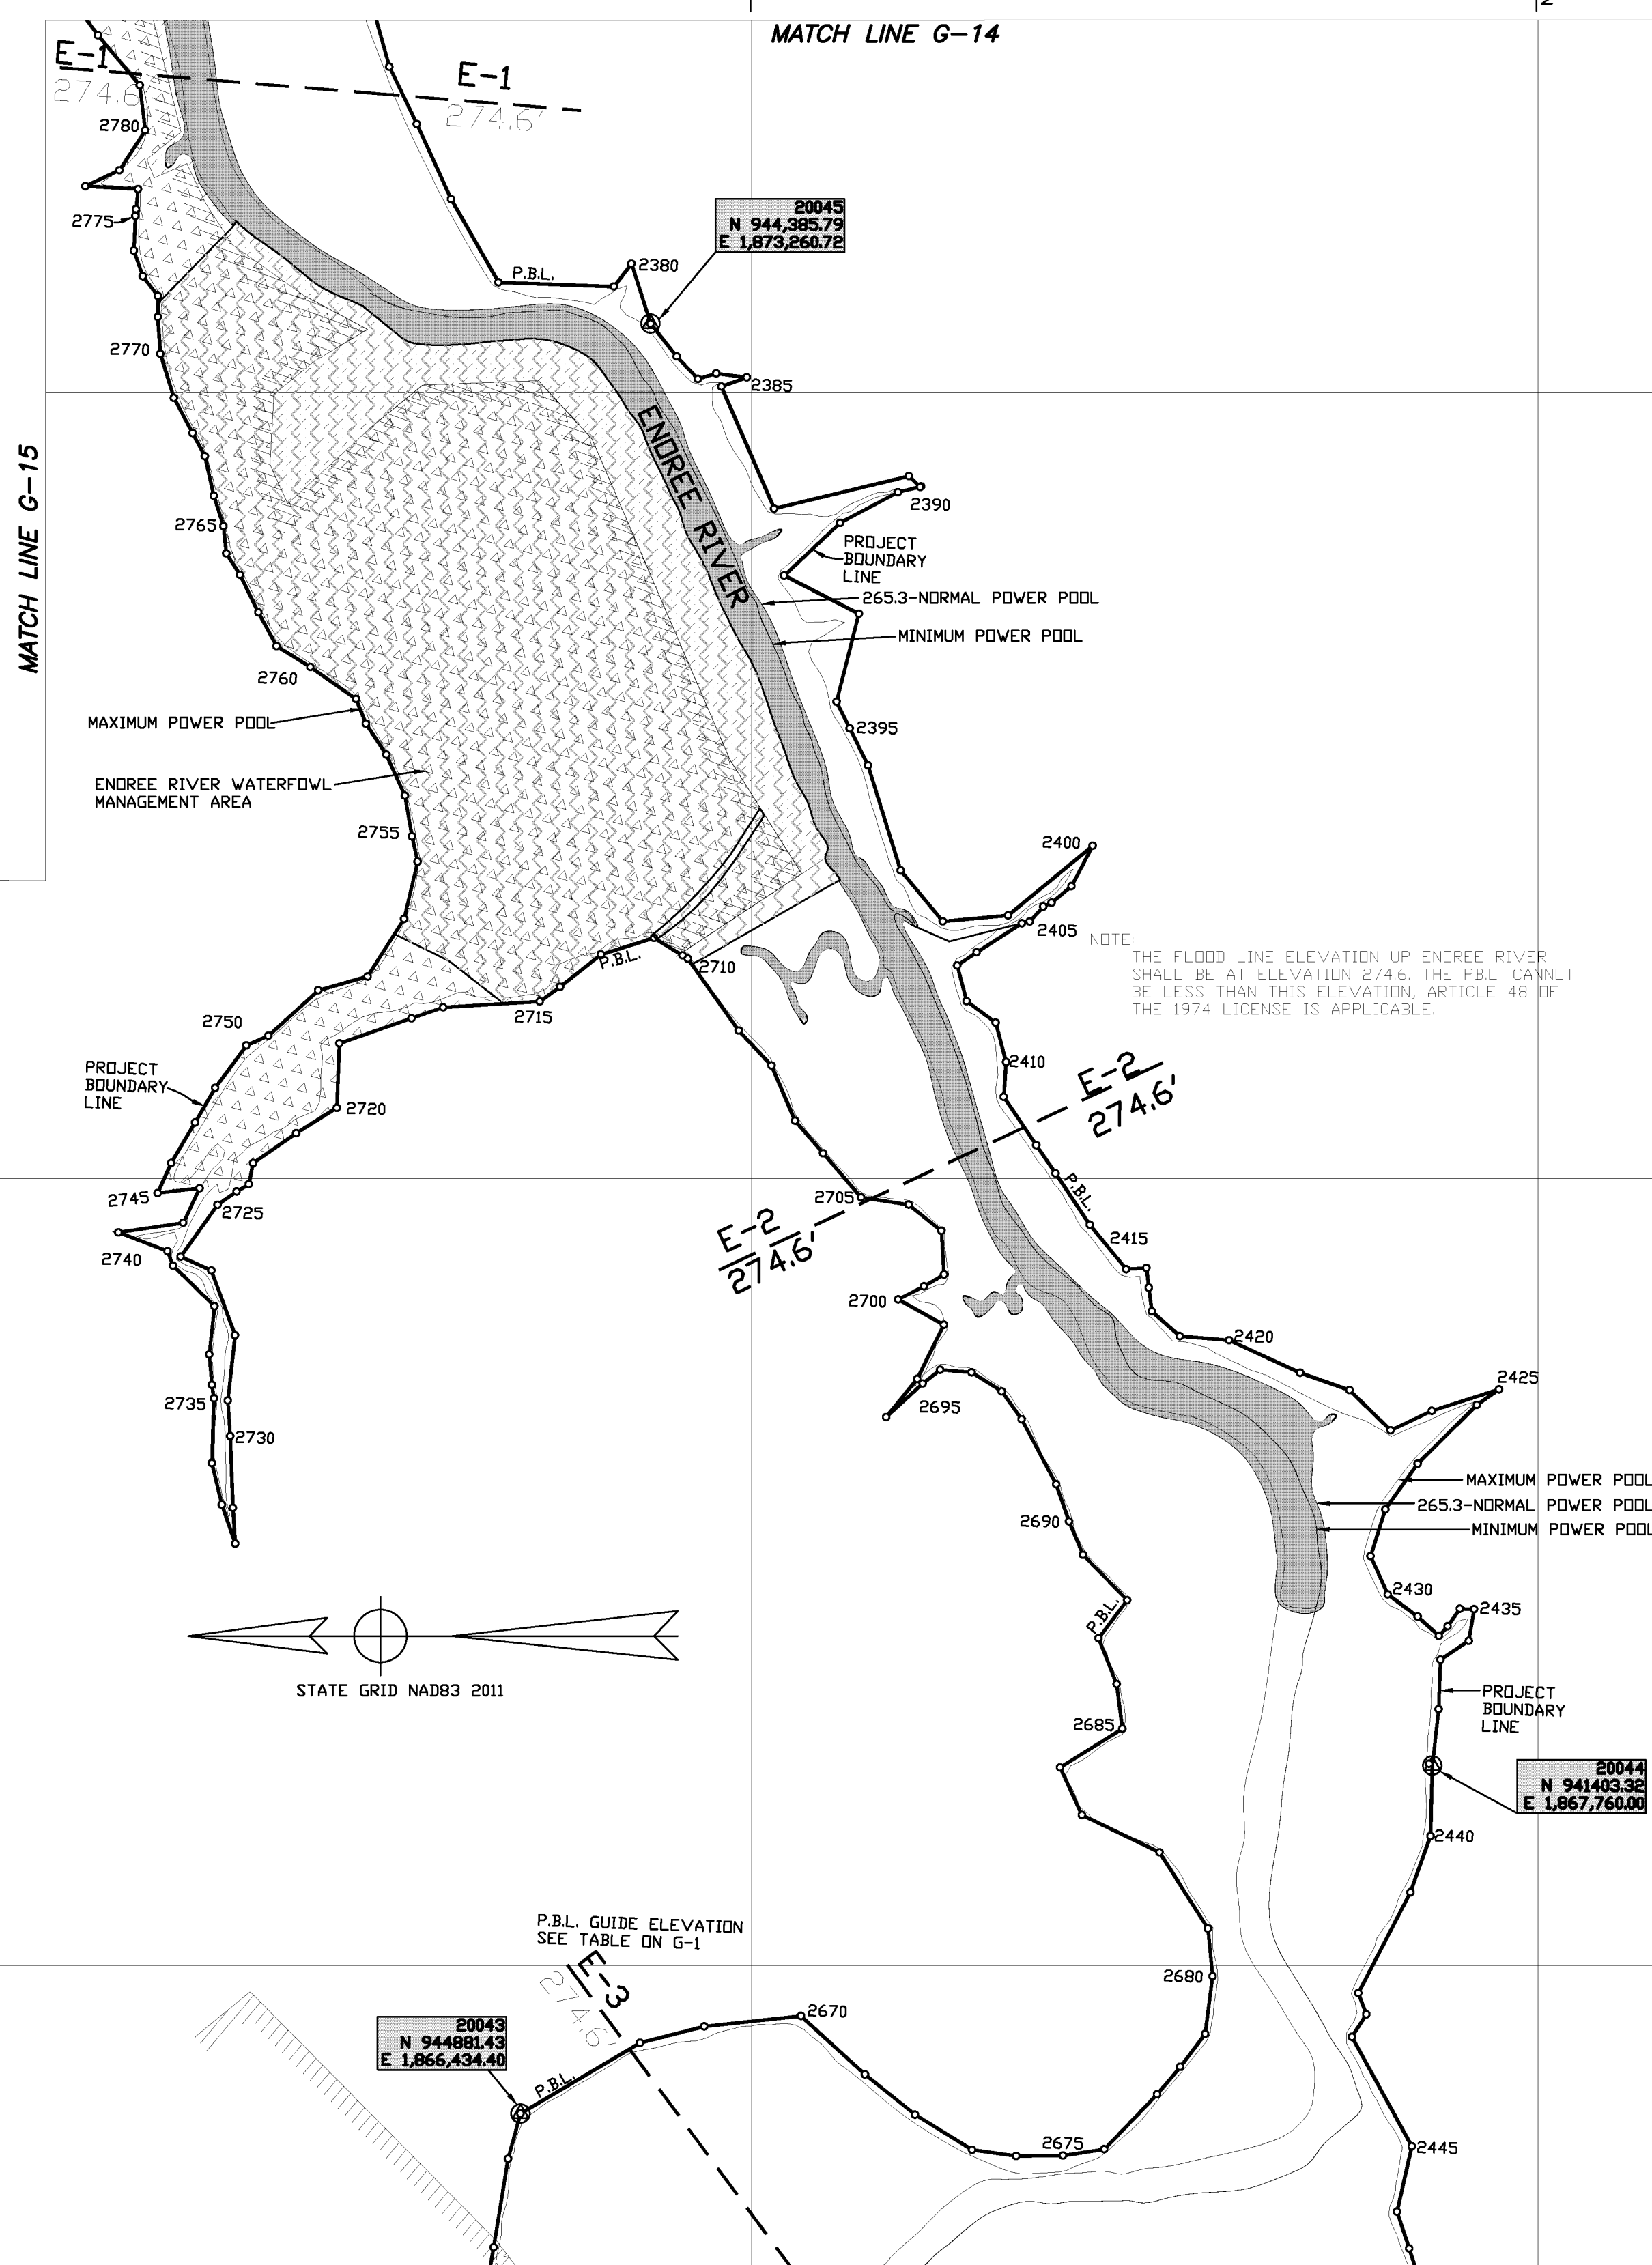 2
MATCH LINE G-14
E-1
274.6'
E-1
274.6'
2780
2775
20045
N 944,385.79
E 1,873,260.72
P.B.L.
2380
2770
2385
MATCH LINE G-15
ENOREE RIVER
2390
2765
PROJECT
BOUNDARY
LINE
265.3-NORMAL POWER POOL
MINIMUM POWER POOL
2760
MAXIMUM POWER POOL
2395
ENOREE RIVER WATERFOWL
MANAGEMENT AREA
2755
2400
2405
NOTE:
THE FLOOD LINE ELEVATION UP ENOREE RIVER
SHALL BE AT ELEVATION 274.6. THE P.B.L. CANNOT
BE LESS THAN THIS ELEVATION, ARTICLE 48 OF
THE 1974 LICENSE IS APPLICABLE.
P.B.L.
2710
2715
2750
PROJECT
BOUNDARY
LINE
2410
E-2
274.6'
2720
P.B.L.
2745
2705
2725
E-2
274.6'
2415
2740
2700
2420
2425
2735
2695
2730
MAXIMUM POWER POOL
265.3-NORMAL POWER POOL
MINIMUM POWER POOL
2690
2430
2435
P.B.L.
STATE GRID NAD83 2011
PROJECT
BOUNDARY
LINE
2685
20044
N 941403.32
E 1,867,760.00
2440
P.B.L. GUIDE ELEVATION
SEE TABLE ON G-1
E-3
274.6'
2680
2670
20043
N 944881.43
E 1,866,434.40
P.B.L.
2675
2445